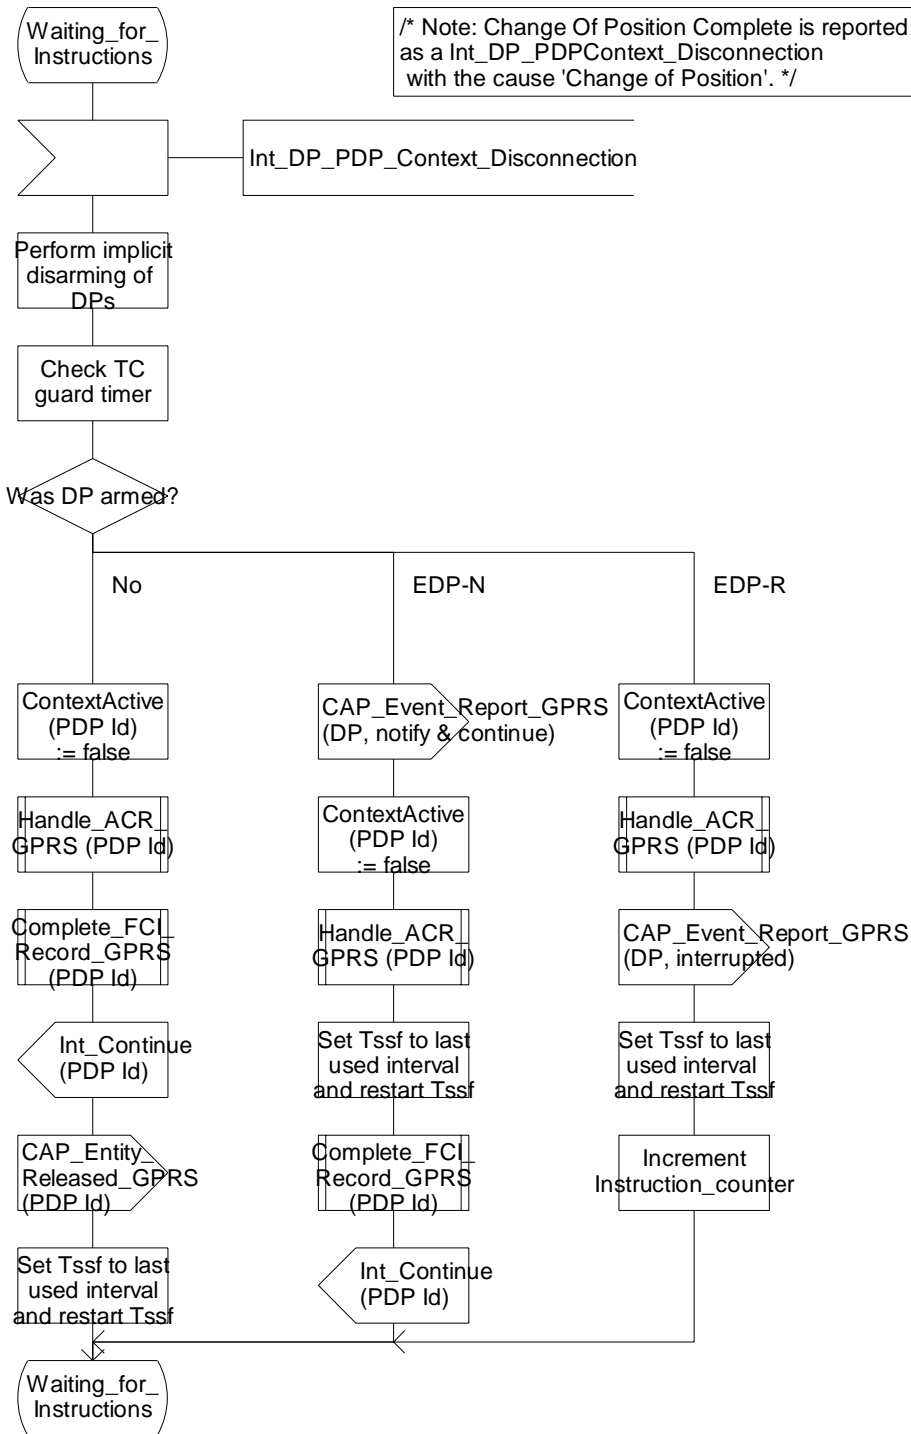 Waiting_for_
Instructions
/* Note: Change Of Position Complete is reported
as a Int_DP_PDPContext_Disconnection
with the cause 'Change of Position'. */
Int_DP_PDP_Context_Disconnection
Perform implicit
disarming of
DPs
Check TC
guard timer
Was DP armed?
No
EDP-N
EDP-R
ContextActive
(PDP Id)
:= false
Handle_ACR_
GPRS (PDP Id)
Complete_FCI_
Record_GPRS
(PDP Id)
Int_Continue
(PDP Id)
CAP_Entity_
Released_GPRS
(PDP Id)
Set Tssf to last
used interval
and restart Tssf
CAP_Event_Report_GPRS
(DP, notify & continue)
ContextActive
(PDP Id)
:= false
Handle_ACR_
GPRS (PDP Id)
Set Tssf to last
used interval
and restart Tssf
Complete_FCI_
Record_GPRS
(PDP Id)
Int_Continue
(PDP Id)
ContextActive
(PDP Id)
:= false
Handle_ACR_
GPRS (PDP Id)
CAP_Event_Report_GPRS
(DP, interrupted)
Set Tssf to last
used interval
and restart Tssf
Increment
Instruction_counter
Waiting_for_
Instructions